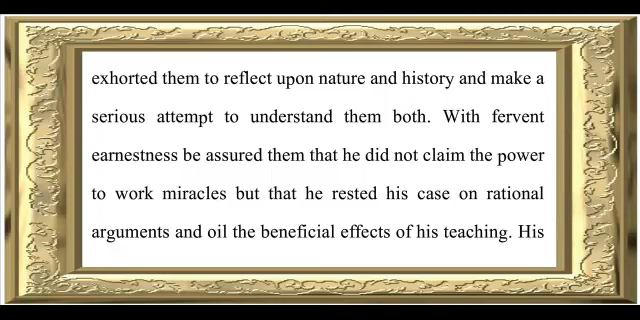 exhorted them to reflect upon nature and history and make a
serious attempt to understand them both. With fervent
earnestness be assured them that he did not claim the power
to work miracles but that he rested his case on rational
arguments and oil the beneficial effects of his teaching. His